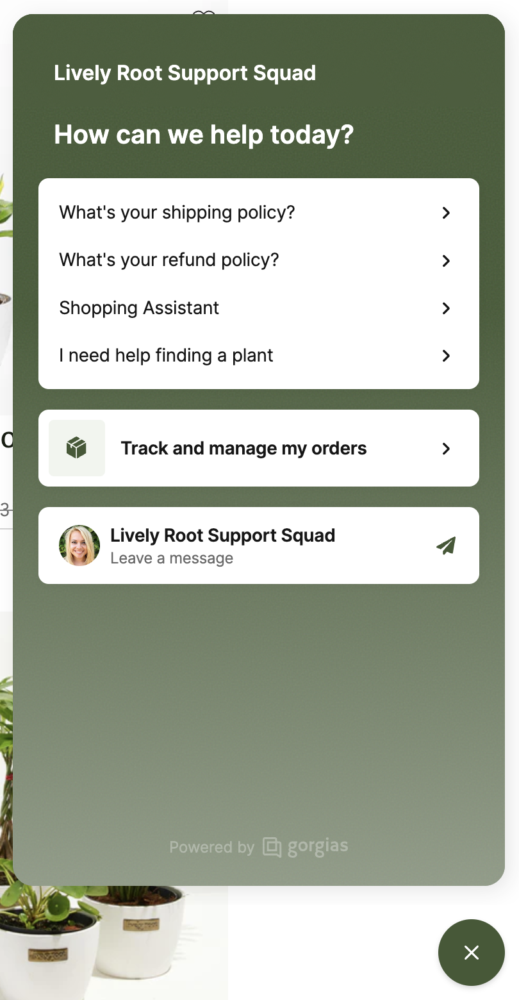 Lively Root Support Squad
How can we help today?
What's your shipping policy?
What's your refund policy?
Shopping Assistant
I need help finding a plant
Track and manage my orders
Lively Root Support Squad
Leave a message
Powered by gorgias